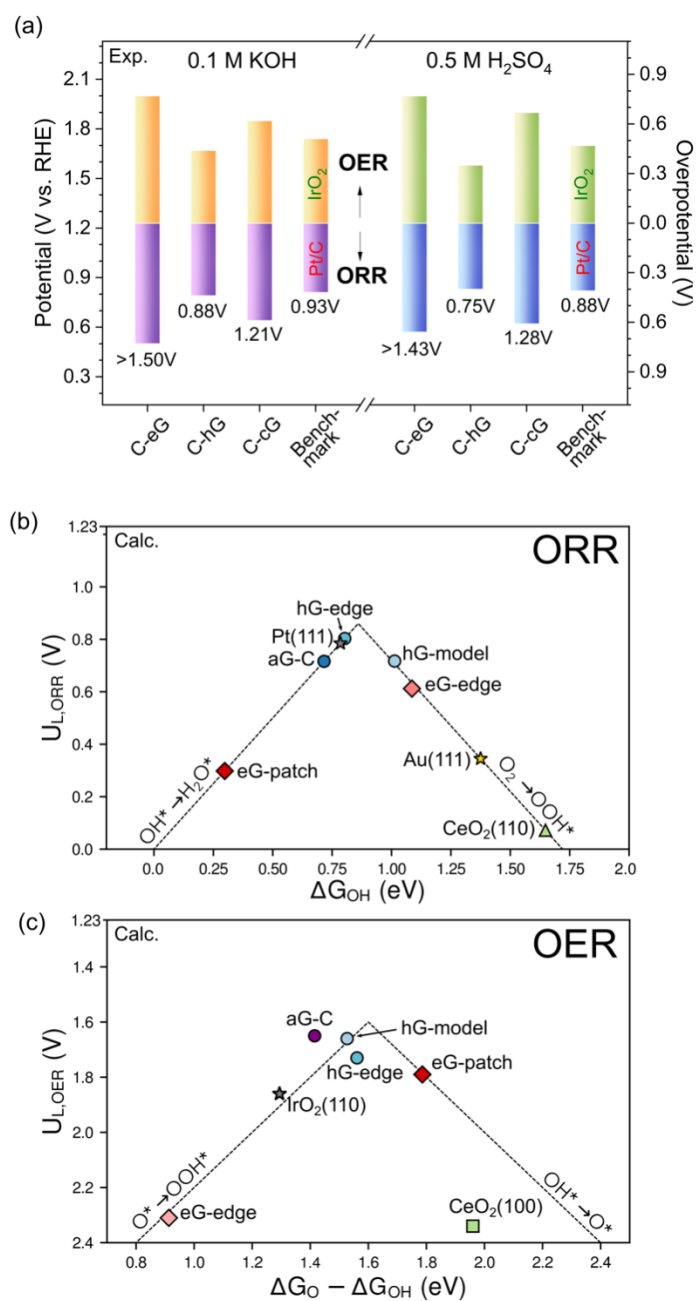 (a)
Exp.
0.1 M KOH
0.5 M H₂SO₄
Potential (V vs. RHE)
2.1
1.8
1.5
1.2
0.9
0.6
0.3
Overpotential (V)
0.9
0.6
0.3
0.0
0.3
0.6
0.9
OER
ORR
IrO₂
Pt/C
IrO₂
Pt/C
>1.50V
0.88V
1.21V
0.93V
>1.43V
0.75V
1.28V
0.88V
C-eG
C-hG
C-cG
Bench-
mark
C-eG
C-hG
C-cG
Bench-
mark
(b)
Calc.
ORR
U_L,ORR (V)
1.23
1.0
0.8
0.6
0.4
0.2
0.0
hG-edge
Pt(111)
aG-C
hG-model
eG-edge
eG-patch
Au(111)
CeO₂(110)
OH* → H₂O*
O₂ → OOH*
0.0
0.25
0.50
0.75
1.00
1.25
1.50
1.75
2.0
ΔG_OH (eV)
(c)
Calc.
OER
U_L,OER (V)
1.23
1.4
1.6
1.8
2.0
2.2
2.4
aG-C
hG-model
hG-edge
eG-patch
IrO₂(110)
eG-edge
CeO₂(100)
O* → OOH*
OH* → O*
0.8
1.0
1.2
1.4
1.6
1.8
2.0
2.2
2.4
ΔG_O − ΔG_OH (eV)